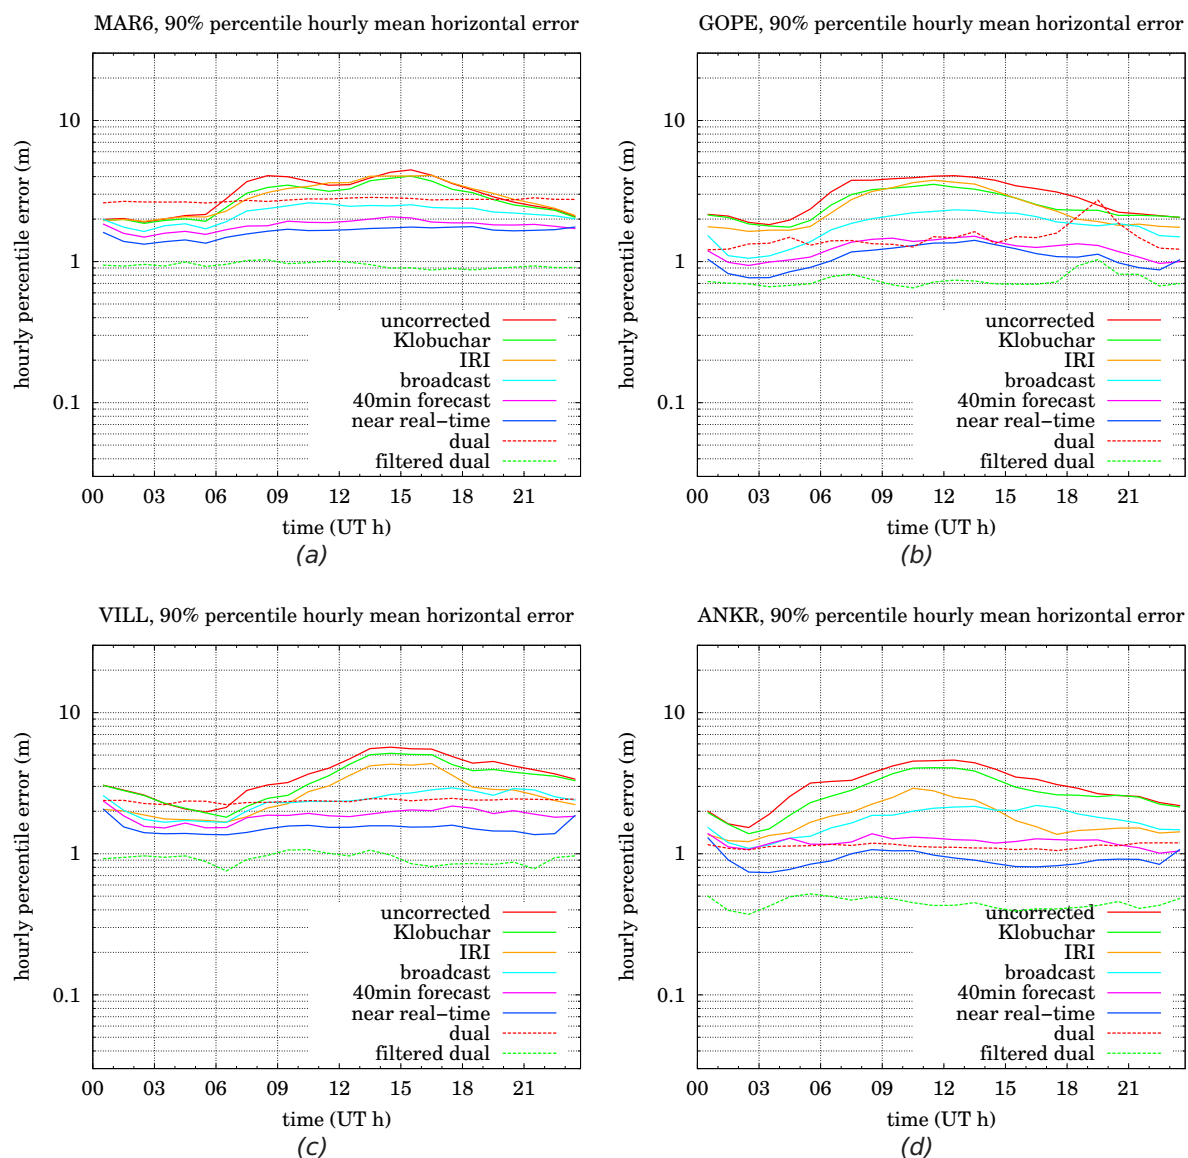 MAR6, 90% percentile hourly mean horizontal error
hourly percentile error (m)
10
1
0.1
uncorrected
Klobuchar
IRI
broadcast
40min forecast
near real−time
dual
filtered dual
00 03 06 09 12 15 18 21
time (UT h)
(a)
GOPE, 90% percentile hourly mean horizontal error
hourly percentile error (m)
10
1
0.1
uncorrected
Klobuchar
IRI
broadcast
40min forecast
near real−time
dual
filtered dual
00 03 06 09 12 15 18 21
time (UT h)
(b)
VILL, 90% percentile hourly mean horizontal error
hourly percentile error (m)
10
1
0.1
uncorrected
Klobuchar
IRI
broadcast
40min forecast
near real−time
dual
filtered dual
00 03 06 09 12 15 18 21
time (UT h)
(c)
ANKR, 90% percentile hourly mean horizontal error
hourly percentile error (m)
10
1
0.1
uncorrected
Klobuchar
IRI
broadcast
40min forecast
near real−time
dual
filtered dual
00 03 06 09 12 15 18 21
time (UT h)
(d)